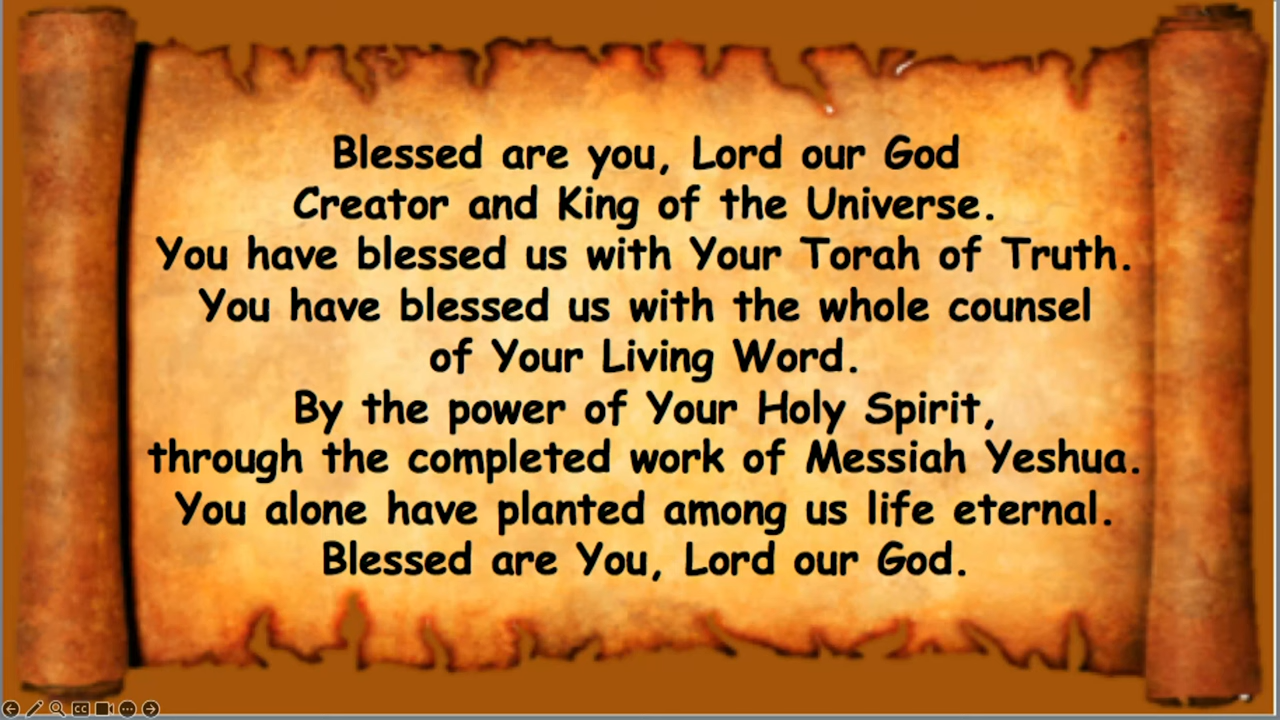 Blessed are you, Lord our God
Creator and King of the Universe.
You have blessed us with Your Torah of Truth.
You have blessed us with the whole counsel
of Your Living Word.
By the power of Your Holy Spirit,
through the completed work of Messiah Yeshua.
You alone have planted among us life eternal.
Blessed are You, Lord our God.
CC